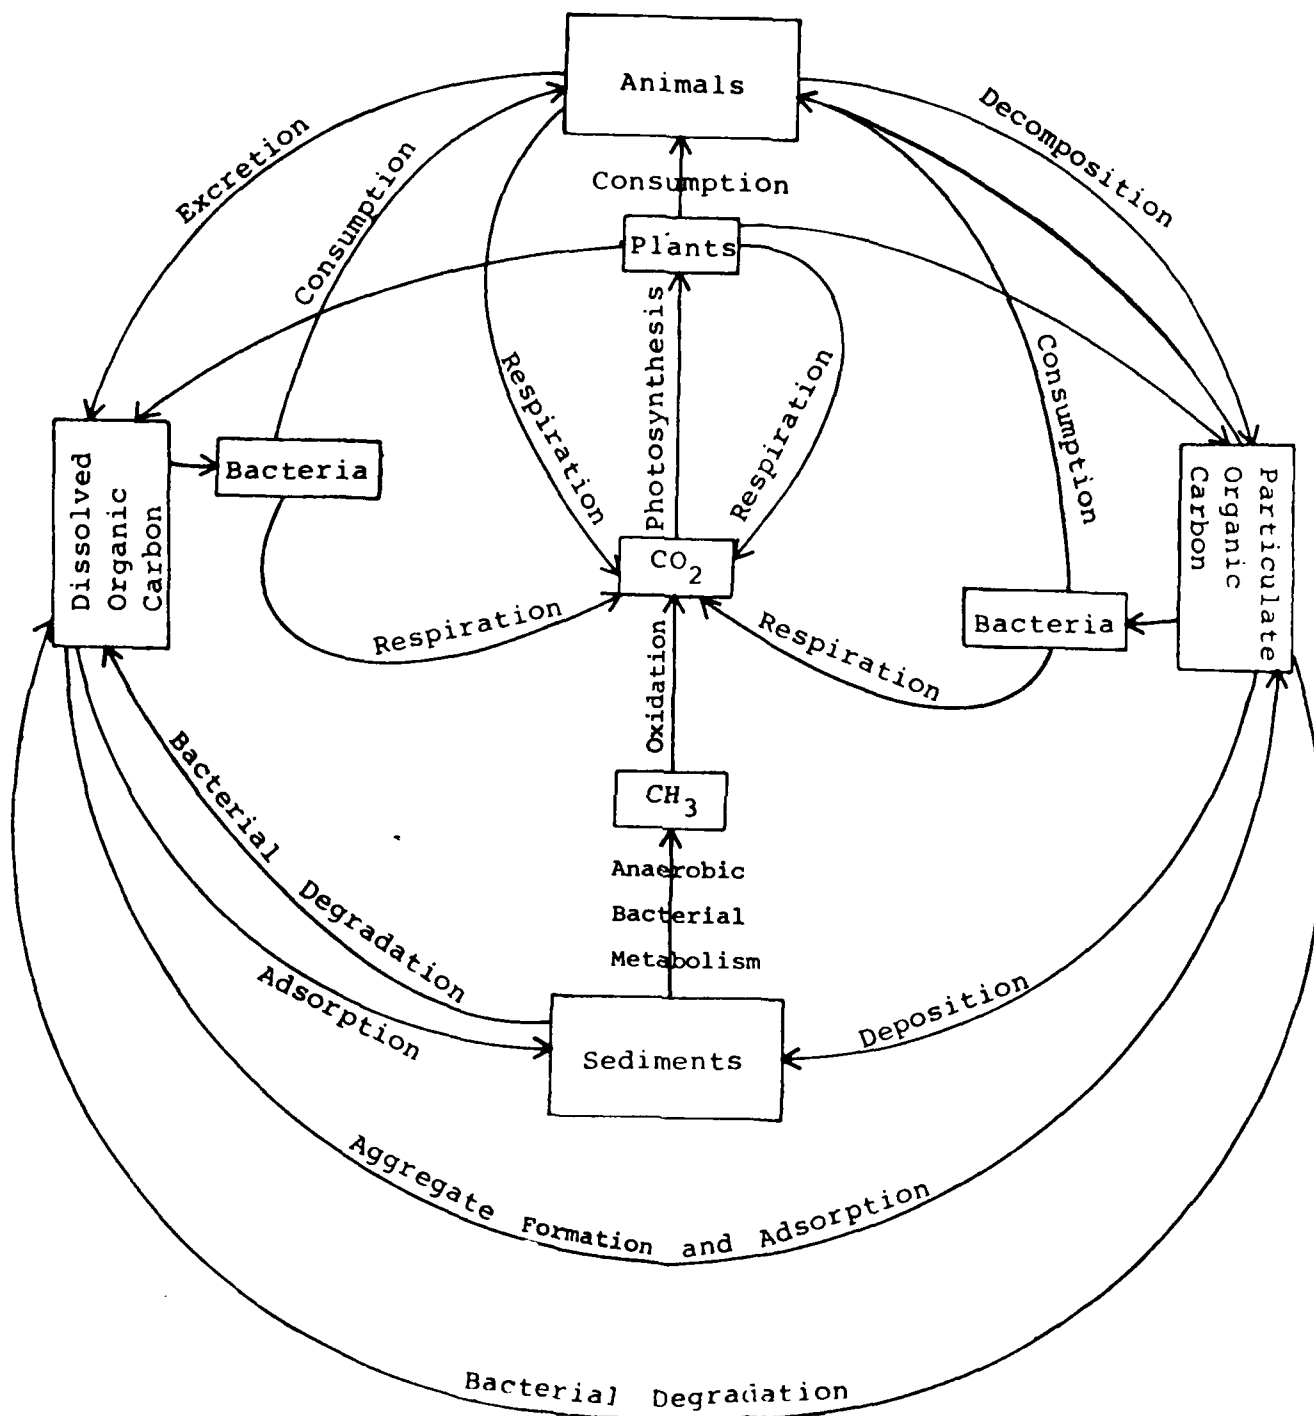 Animals
Decomposition
Excretion
Consumption
Consumption
Plants
Photosynthesis
Respiration
Respiration
Consumption
Dissolved
Organic
Carbon
Bacteria
Particulate
Organic
Carbon
CO2
Bacteria
Respiration
Respiration
Oxidation
CH3
Bacterial Degradation
Anaerobic
Bacterial
Metabolism
Adsorption
Deposition
Sediments
Aggregate Formation and Adsorption
Bacterial Degradation